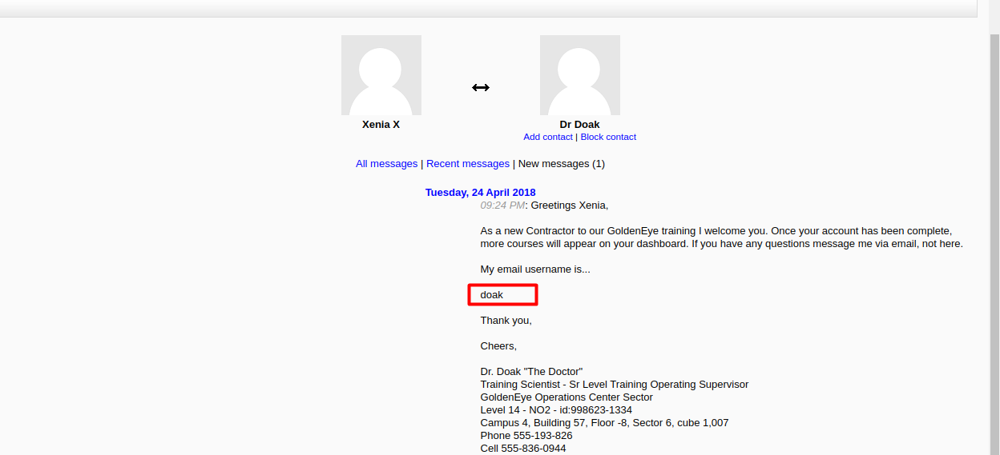 Xenia X
Dr Doak
Add contact | Block contact
All messages | Recent messages | New messages (1)
Tuesday, 24 April 2018
09:24 PM: Greetings Xenia,
As a new Contractor to our GoldenEye training I welcome you. Once your account has been complete,
more courses will appear on your dashboard. If you have any questions message me via email, not here.
My email username is...
doak
Thank you,
Cheers,
Dr. Doak "The Doctor"
Training Scientist - Sr Level Training Operating Supervisor
GoldenEye Operations Center Sector
Level 14 - NO2 - id:998623-1334
Campus 4, Building 57, Floor -8, Sector 6, cube 1,007
Phone 555-193-826
Cell 555-836-0944